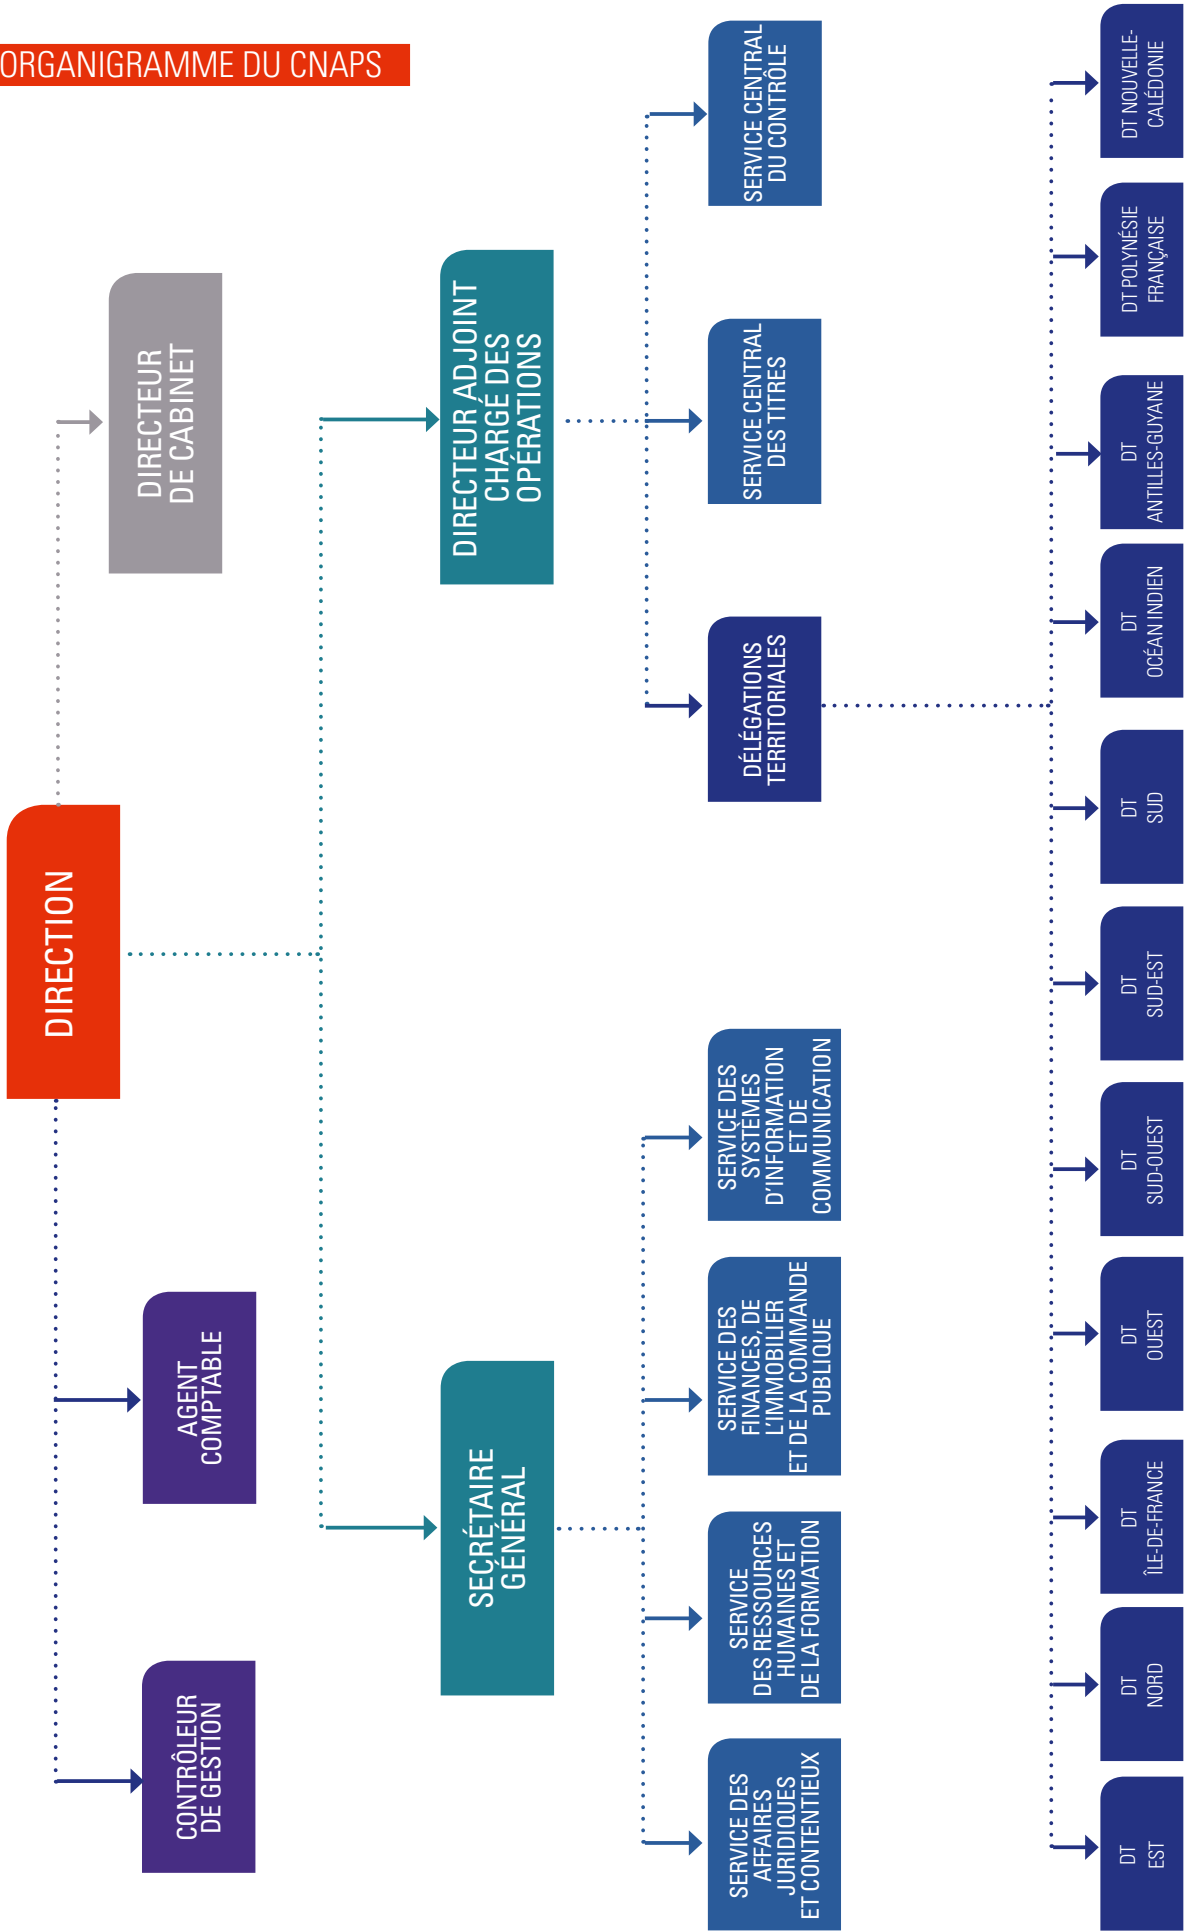 ORGANIGRAMME DU CNAPS
DIRECTION
CONTRÔLEUR
DE GESTION
AGENT
COMPTABLE
DIRECTEUR
DE CABINET
SECRÉTAIRE
GÉNÉRAL
DIRECTEUR ADJOINT
CHARGÉ DES
OPÉRATIONS
SERVICE DES
AFFAIRES
JURIDIQUES
ET CONTENTIEUX
SERVICE
DES RESSOURCES
HUMAINES ET
DE LA FORMATION
SERVICE DES
FINANCES, DE
L'IMMOBILIER
ET DE LA COMMANDE
PUBLIQUE
SERVICE DES
SYSTÈMES
D'INFORMATION
ET DE
COMMUNICATION
DÉLÉGATIONS
TERRITORIALES
SERVICE CENTRAL
DES TITRES
SERVICE CENTRAL
DU CONTRÔLE
DT
EST
DT
NORD
DT
ÎLE-DE-FRANCE
DT
OUEST
DT
SUD-OUEST
DT
SUD-EST
DT
SUD
DT
OCÉAN INDIEN
DT
ANTILLES-GUYANE
DT POLYNÉSIE
FRANÇAISE
DT NOUVELLE-
CALÉDONIE